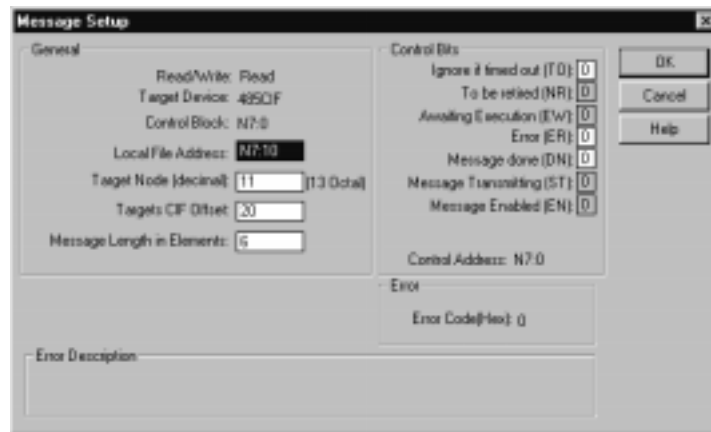 Message Setup
General
Read/Write: Read
Target Device: 485CIF
Control Block: N7:0
Local File Address: N7:10
Target Node (decimal): 11 (13 Octal)
Targets CIF Offset: 20
Message Length in Elements: 6
Control Bits
Ignore if timed out (TO): 0
To be retried (NR): 0
Awaiting Execution (EW): 0
Error (ER): 0
Message done (DN): 0
Message Transmitting (ST): 0
Message Enabled (EN): 0
Control Address: N7:0
Error
Error Code(Hex): 0
Error Description
OK
Cancel
Help